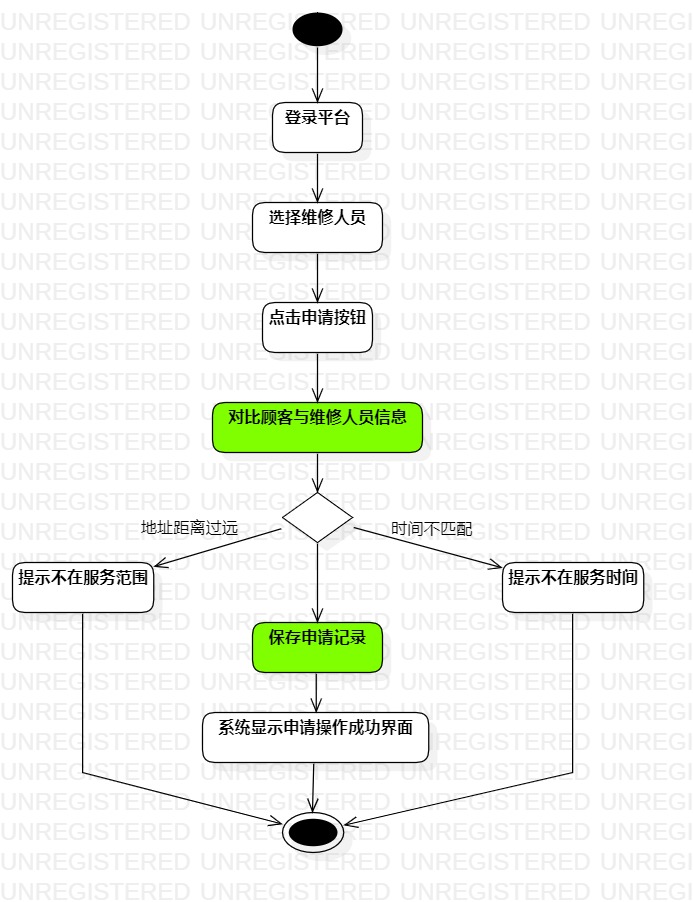 登录平台
选择维修人员
点击申请按钮
对比顾客与维修人员信息
地址距离过远
时间不匹配
提示不在服务范围
提示不在服务时间
保存申请记录
系统显示申请操作成功界面
UNREGISTERED